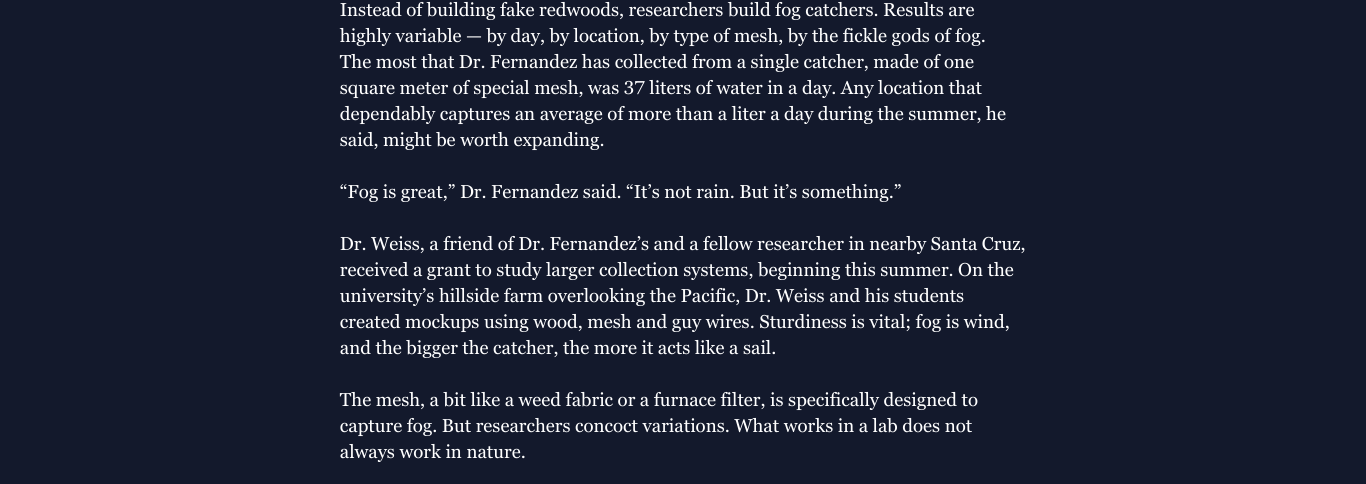 Instead of building fake redwoods, researchers build fog catchers. Results are
highly variable — by day, by location, by type of mesh, by the fickle gods of fog.
The most that Dr. Fernandez has collected from a single catcher, made of one
square meter of special mesh, was 37 liters of water in a day. Any location that
dependably captures an average of more than a liter a day during the summer, he
said, might be worth expanding.
“Fog is great,” Dr. Fernandez said. “It’s not rain. But it’s something.”
Dr. Weiss, a friend of Dr. Fernandez’s and a fellow researcher in nearby Santa Cruz,
received a grant to study larger collection systems, beginning this summer. On the
university’s hillside farm overlooking the Pacific, Dr. Weiss and his students
created mockups using wood, mesh and guy wires. Sturdiness is vital; fog is wind,
and the bigger the catcher, the more it acts like a sail.
The mesh, a bit like a weed fabric or a furnace filter, is specifically designed to
capture fog. But researchers concoct variations. What works in a lab does not
always work in nature.